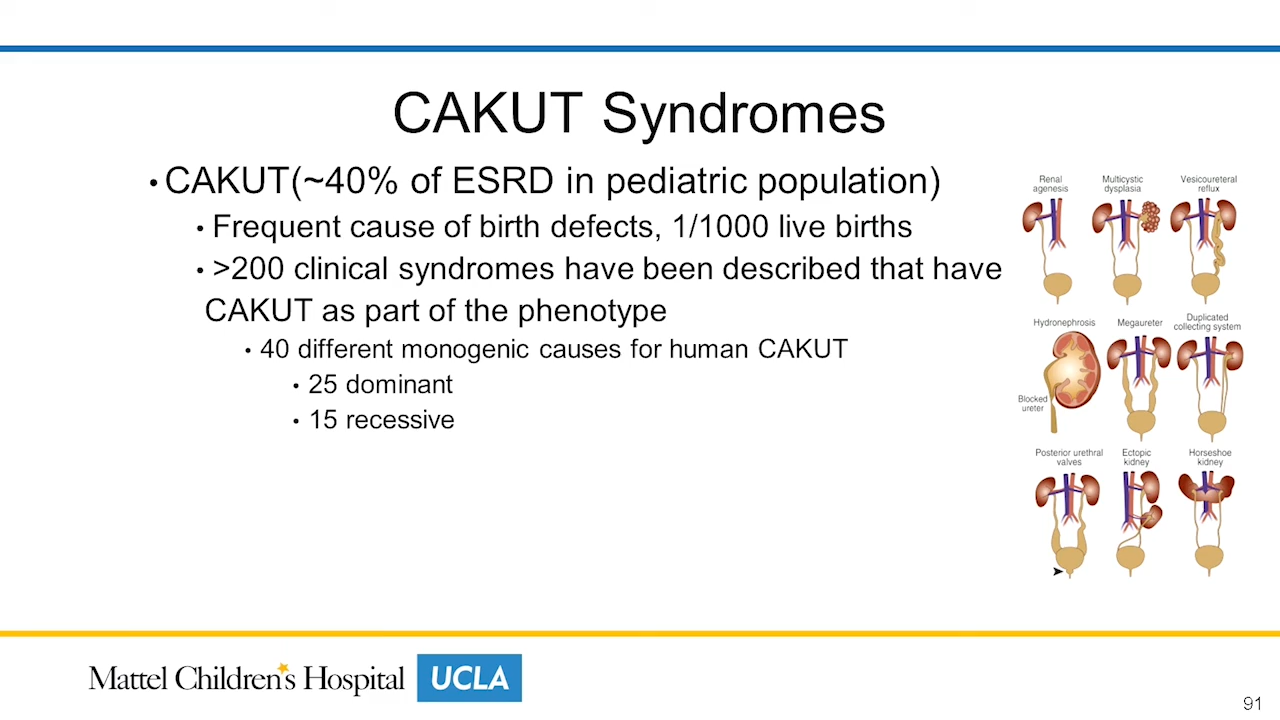 CAKUT Syndromes
• CAKUT(~40% of ESRD in pediatric population)
• Frequent cause of birth defects, 1/1000 live births
• >200 clinical syndromes have been described that have
CAKUT as part of the phenotype
• 40 different monogenic causes for human CAKUT
• 25 dominant
• 15 recessive
Renal
agenesis
Multicystic
dysplasia
Vesicoureteral
reflux
Hydronephrosis
Blocked
ureter
Megaureter
Duplicated
collecting system
Posterior urethral
valves
Ectopic
kidney
Horseshoe
kidney
Mattel Children's Hospital
UCLA
91